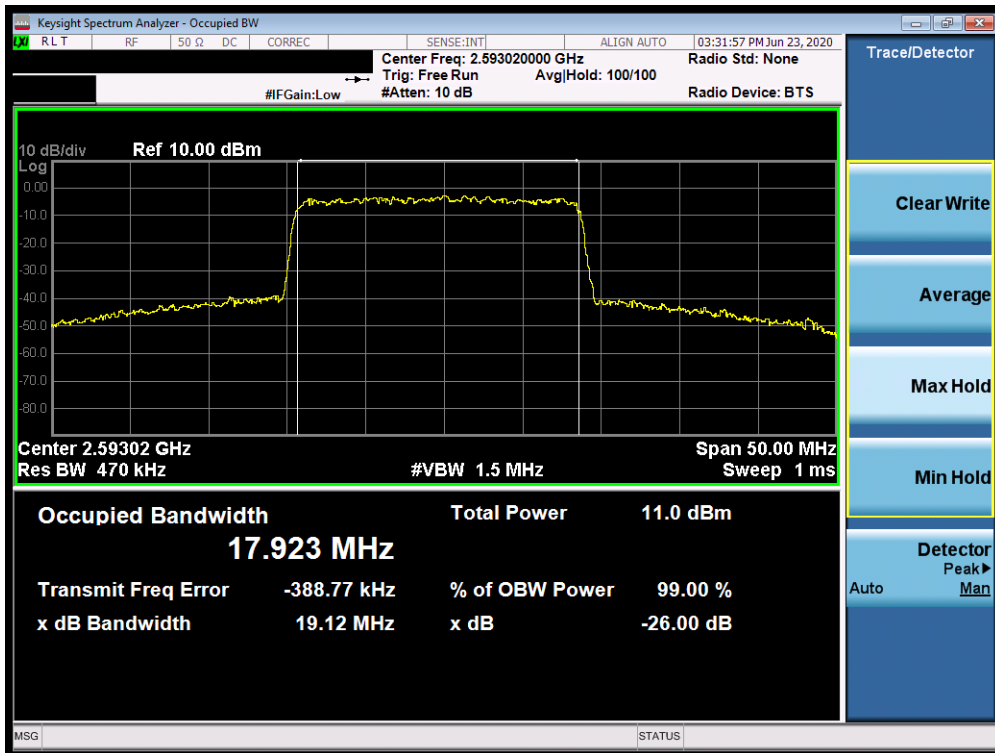 Keysight Spectrum Analyzer - Occupied BW
LXI RLT RF 50 Ω DC CORREC SENSE:INT ALIGN AUTO 03:31:57 PM Jun 23, 2020
Center Freq: 2.593020000 GHz Radio Std: None
Trig: Free Run Avg|Hold: 100/100
#IFGain:Low #Atten: 10 dB Radio Device: BTS
10 dB/div Ref 10.00 dBm
Log
0.00
-10.0
-20.0
-30.0
-40.0
-50.0
-60.0
-70.0
-80.0
Center 2.59302 GHz Span 50.00 MHz
Res BW 470 kHz #VBW 1.5 MHz Sweep 1 ms
Occupied Bandwidth Total Power 11.0 dBm
17.923 MHz
Transmit Freq Error -388.77 kHz % of OBW Power 99.00 %
x dB Bandwidth 19.12 MHz x dB -26.00 dB
MSG STATUS
Trace/Detector
Clear Write
Average
Max Hold
Min Hold
Detector
Peak▶
Auto Man